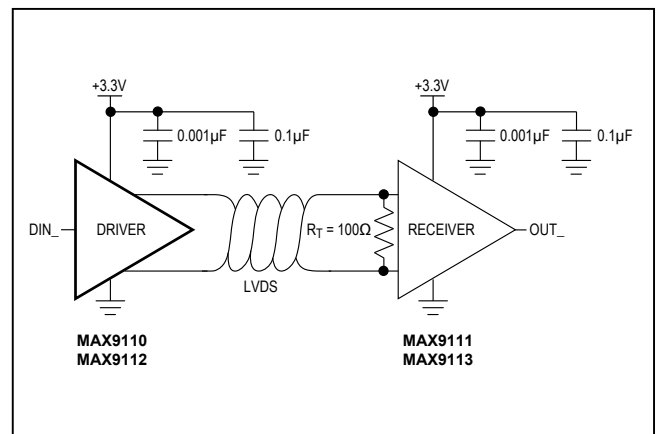 +3.3V
0.001µF
0.1µF
+3.3V
0.001µF
0.1µF
DIN_
DRIVER
LVDS
RT = 100Ω
RECEIVER
OUT_
MAX9110
MAX9112
MAX9111
MAX9113